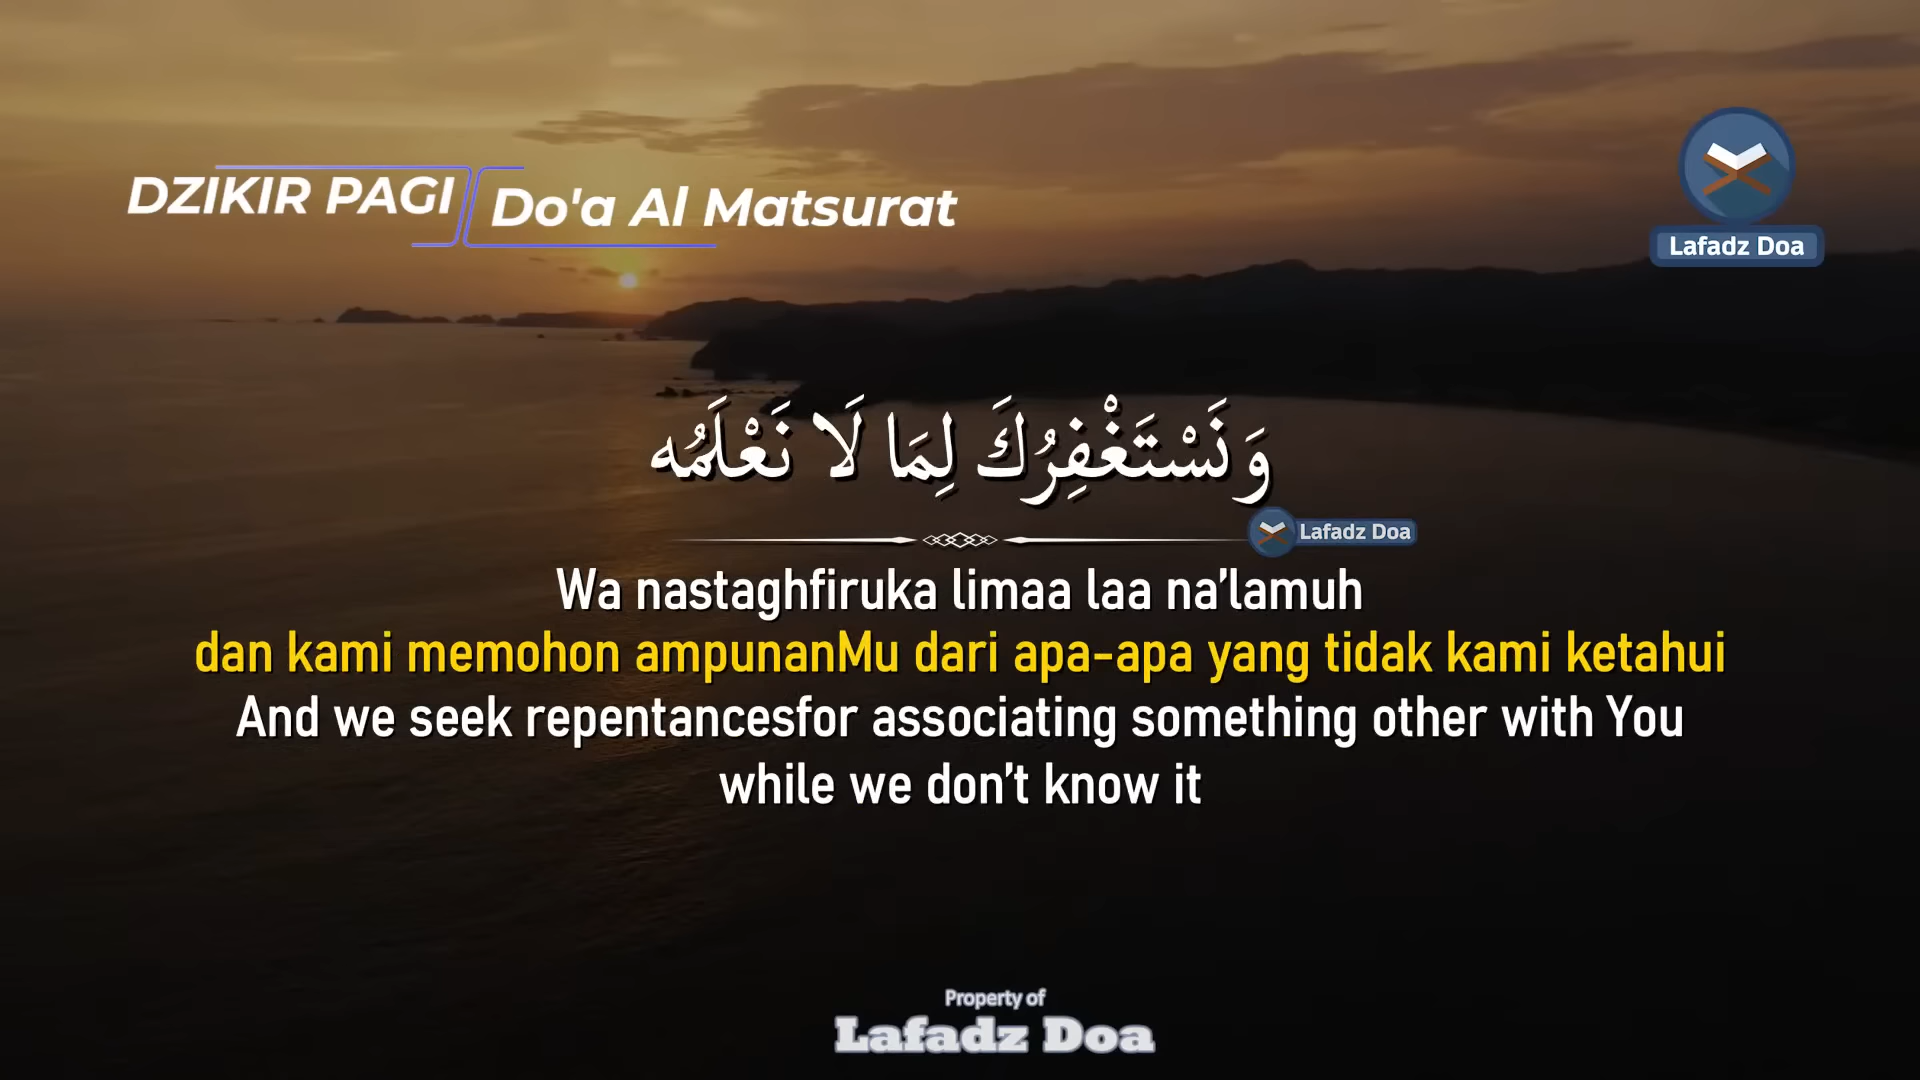 DZIKIR PAGI
Do'a Al Matsurat
Lafadz Doa
وَنَسْتَغْفِرُكَ لِمَا لَا نَعْلَمُه
Lafadz Doa
Wa nastaghfiruka limaa laa na’lamuh
dan kami memohon ampunanMu dari apa-apa yang tidak kami ketahui
And we seek repentancesfor associating something other with You
while we don’t know it
Property of
Lafadz Doa